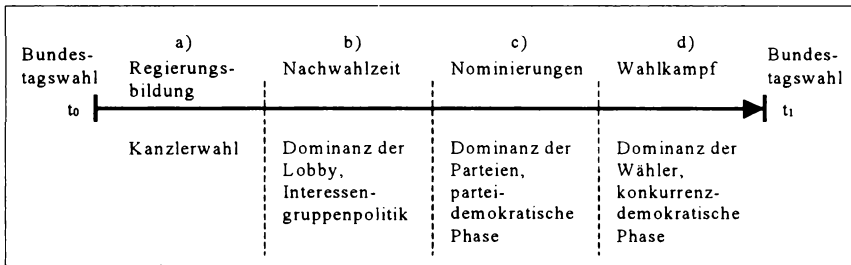 Bundes-
tagswahl
t0
a)
Regierungs-
bildung
b)
Nachwahlzeit
c)
Nominierungen
d)
Wahlkampf
Bundes-
tagswahl
t1
Kanzlerwahl
Dominanz der
Lobby,
Interessen-
gruppenpolitik
Dominanz der
Parteien,
partei-
demokratische
Phase
Dominanz der
Wähler,
konkurrenz-
demokratische
Phase